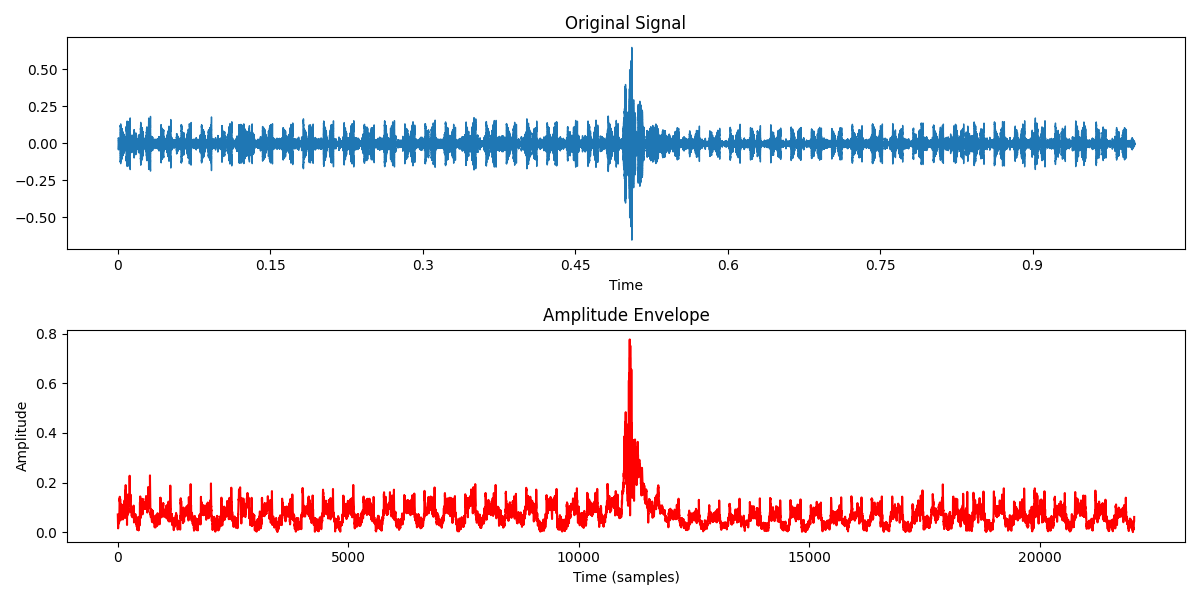 Original Signal
0.50
0.25
0.00
−0.25
−0.50
0 0.15 0.3 0.45 0.6 0.75 0.9
Time
Amplitude Envelope
0.8
0.6
0.4
0.2
0.0
Amplitude
0 5000 10000 15000 20000
Time (samples)